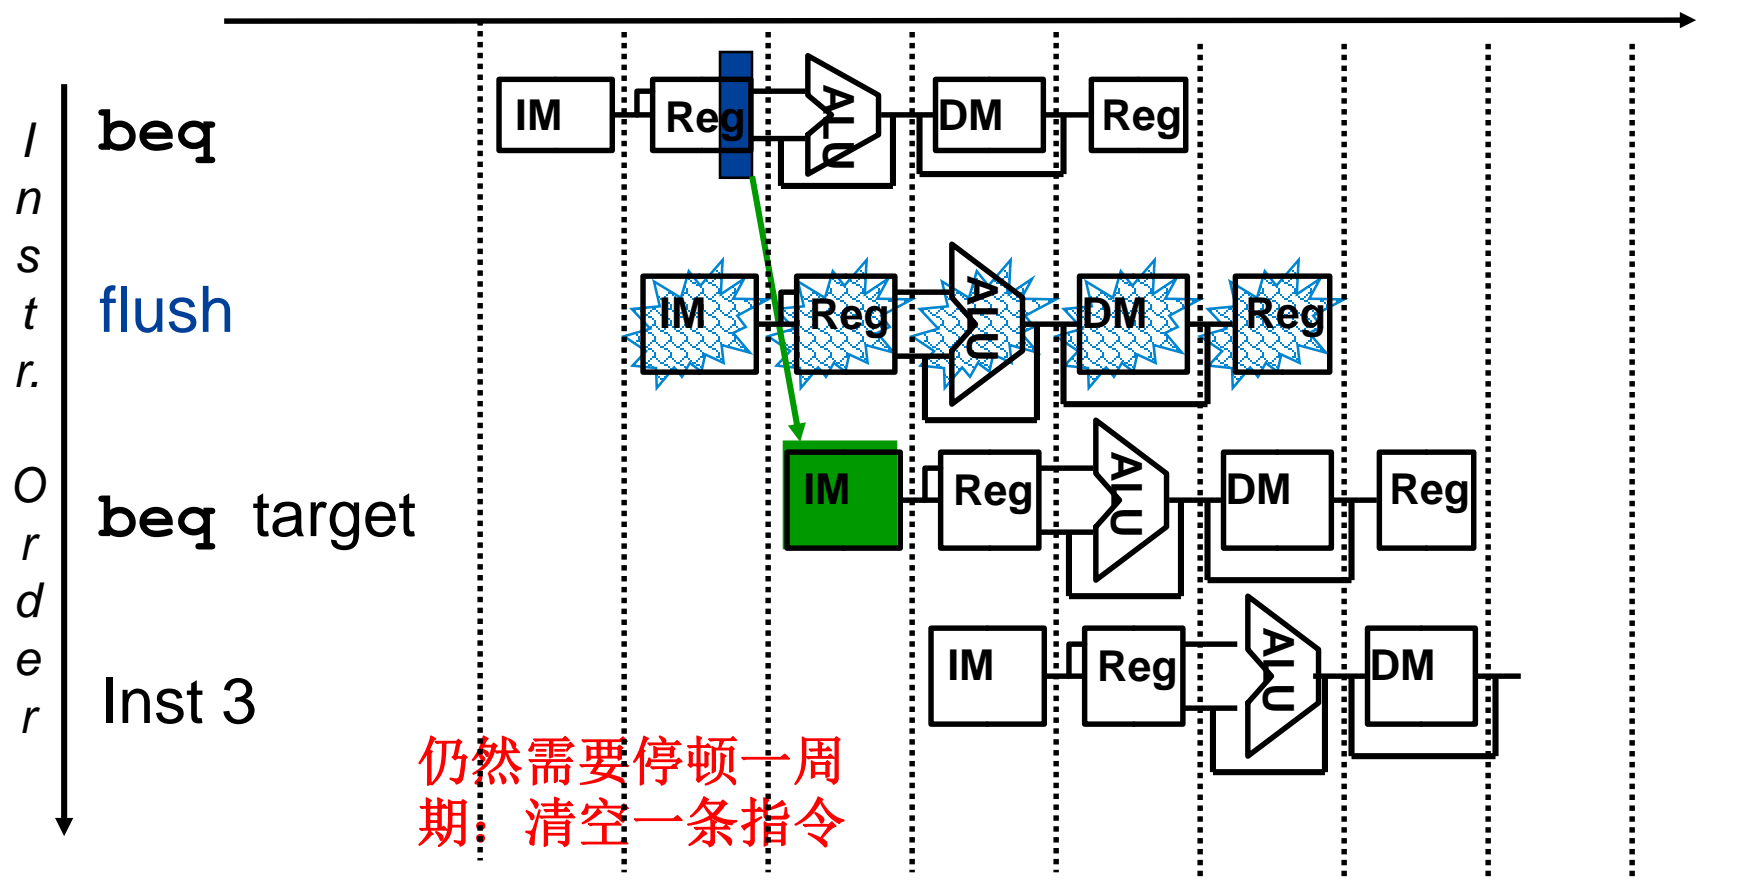 Instr. Order
beq IM Reg ALU DM Reg
flush IM Reg ALU DM Reg
beq target IM Reg ALU DM Reg
Inst 3 IM Reg ALU DM
仍然需要停顿一周
期：清空一条指令